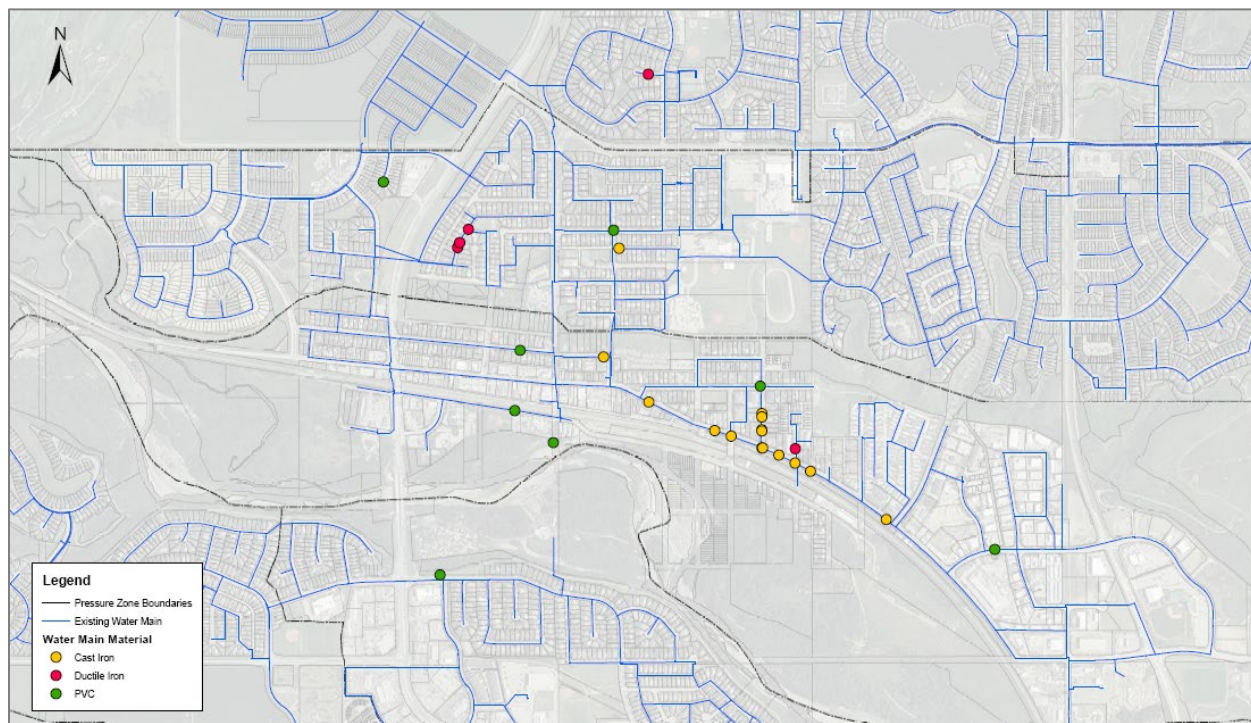 N
Legend
Pressure Zone Boundaries
Existing Water Main
Water Main Material
Cast Iron
Ductile Iron
PVC